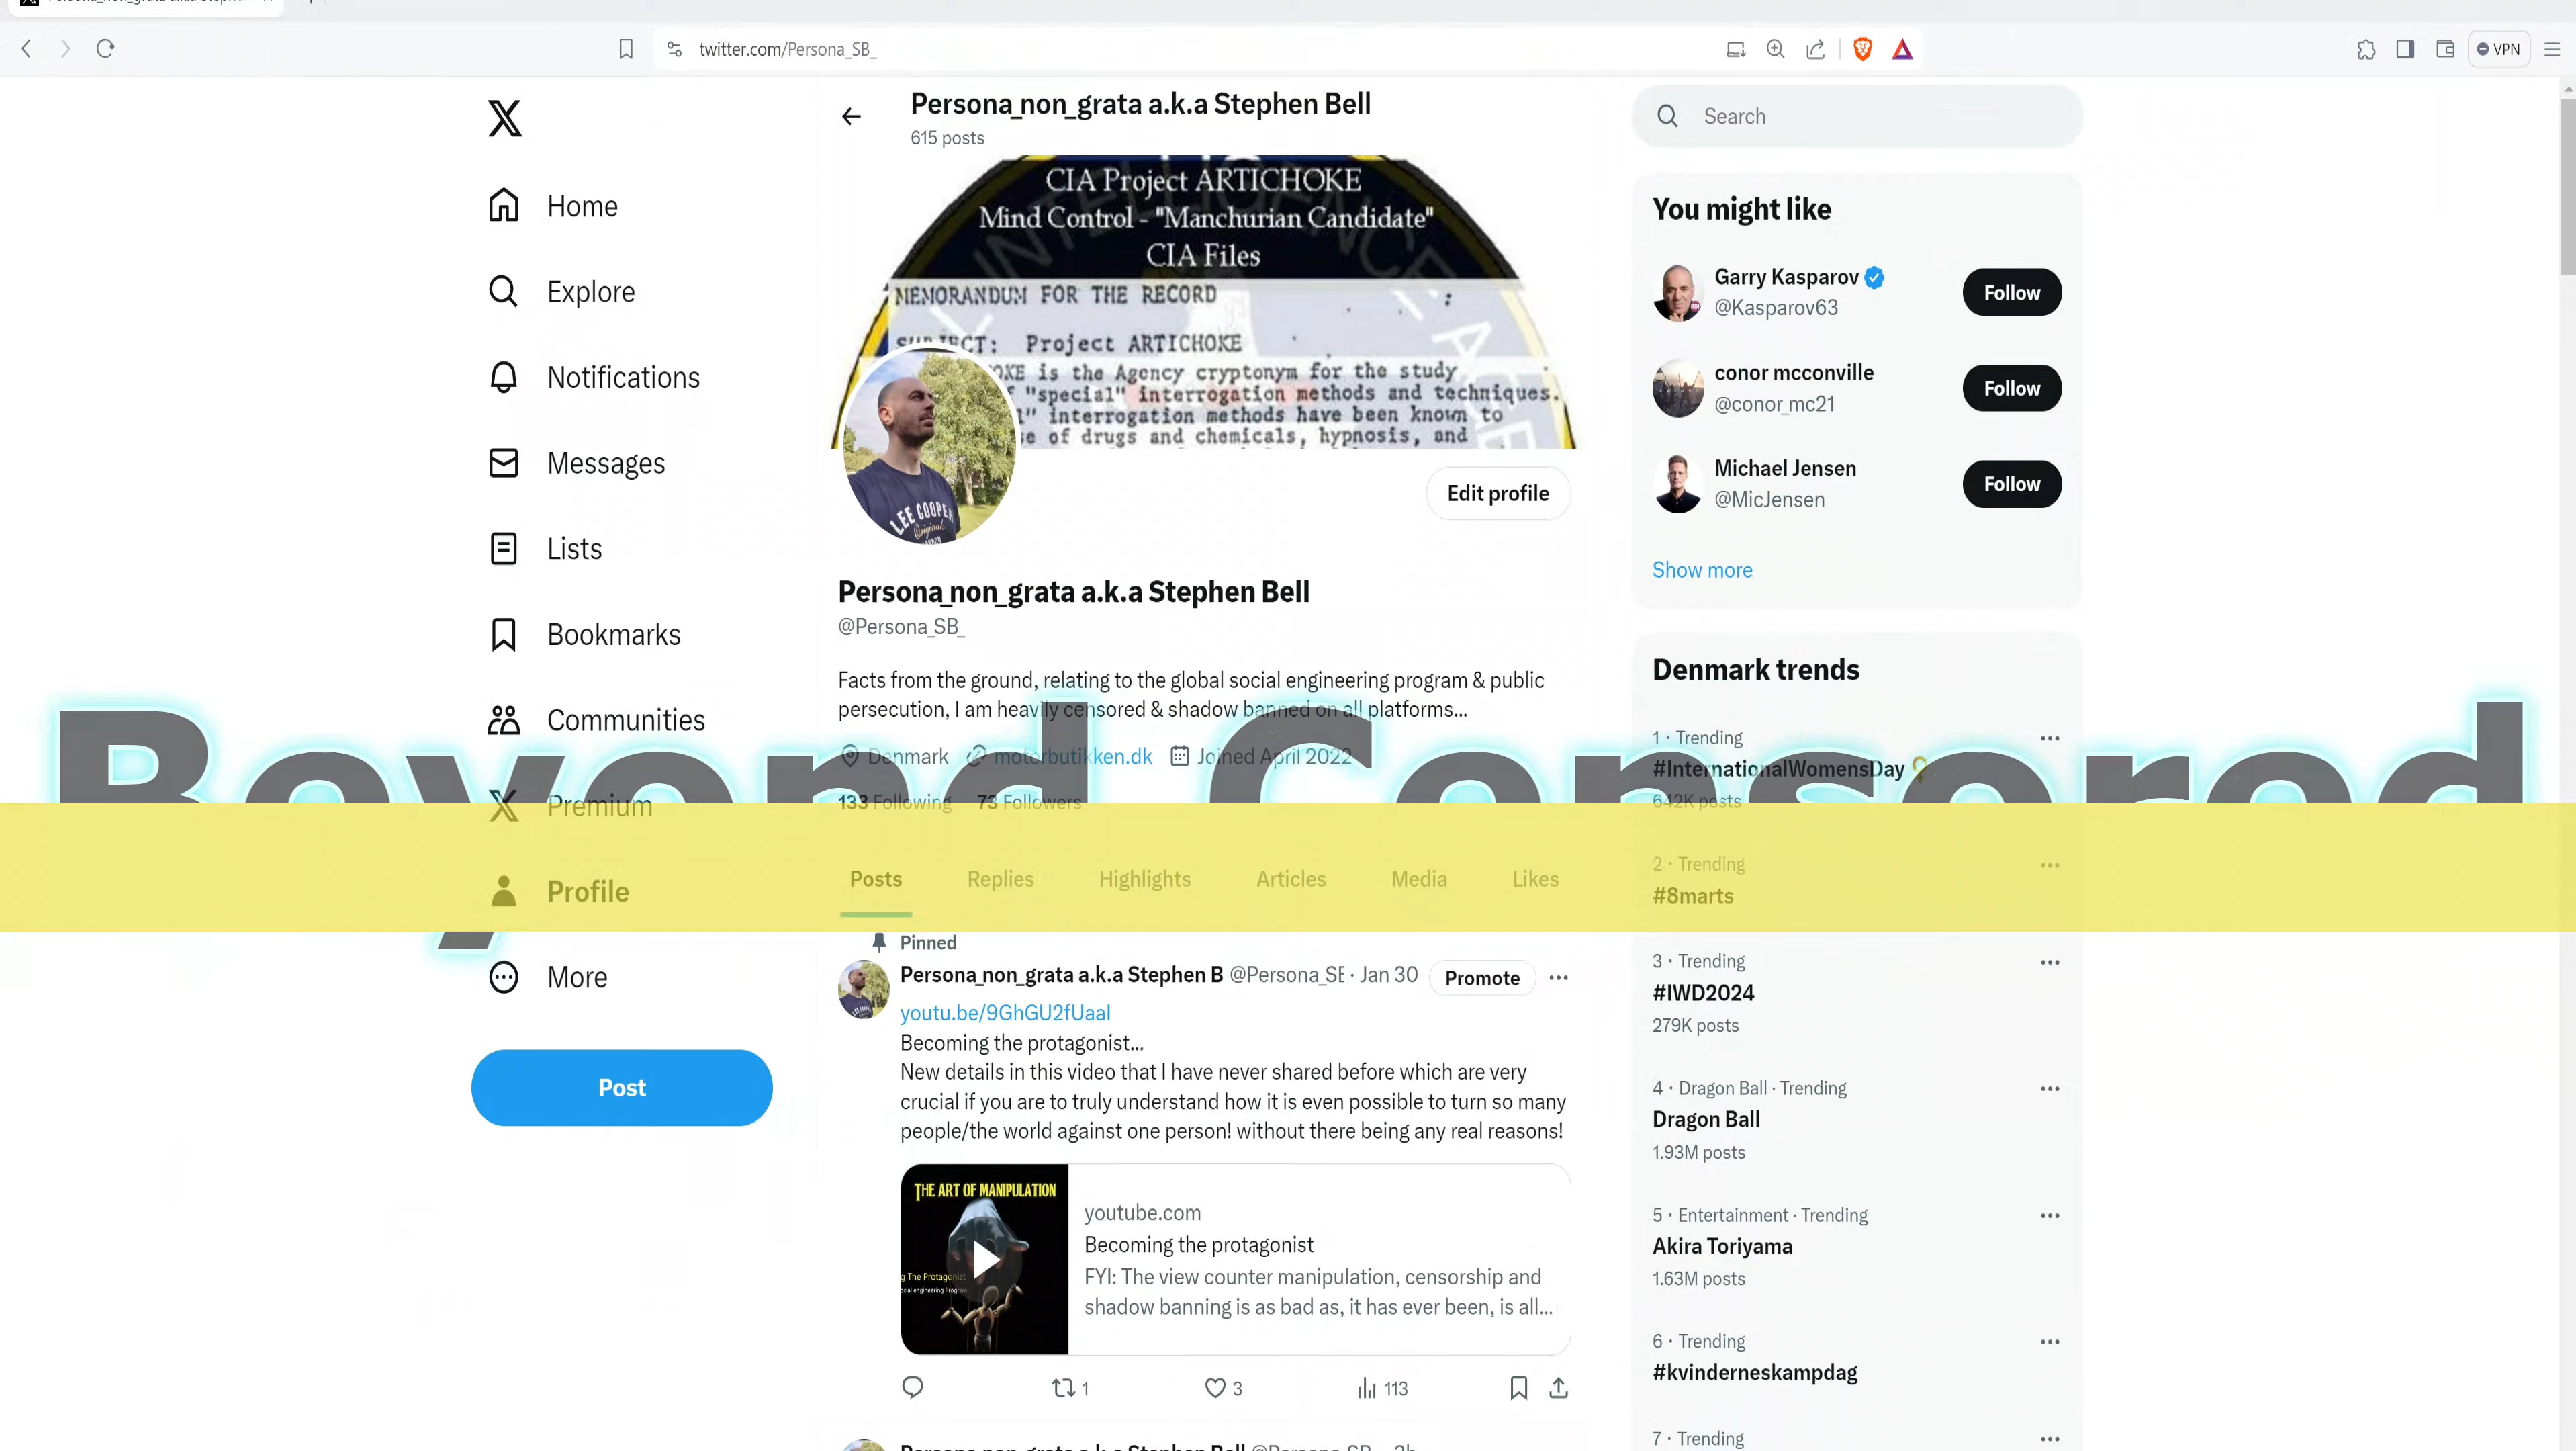 twitter.com/Persona_SB_
VPN
Home
Explore
Notifications
Messages
Lists
Bookmarks
Communities
Premium
Profile
More
Post
Persona_non_grata a.k.a Stephen Bell
615 posts
CIA Project ARTICHOKE
Mind Control - "Manchurian Candidate"
CIA Files
MEMORANDUM FOR THE RECORD
Project ARTICHOKE
is the Agency cryptonym for the study
"special" interrogation methods and techniques.
interrogation methods have been known to
of drugs and chemicals, hypnosis, and
LEE COOPER
Originals
Edit profile
Persona_non_grata a.k.a Stephen Bell
@Persona_SB_
Facts from the ground, relating to the global social engineering program & public
persecution, I am heavily censored & shadow banned on all platforms...
Denmark motorbutikken.dk Joined April 2022
133 Following 73 Followers
Beyond Censored
Posts Replies Highlights Articles Media Likes
Pinned
Persona_non_grata a.k.a Stephen B @Persona_SE · Jan 30 Promote
youtu.be/9GhGU2fUaaI
Becoming the protagonist...
New details in this video that I have never shared before which are very
crucial if you are to truly understand how it is even possible to turn so many
people/the world against one person! without there being any real reasons!
THE ART OF MANIPULATION
g The Protagonist
ocial engineering Program
youtube.com
Becoming the protagonist
FYI: The view counter manipulation, censorship and
shadow banning is as bad as, it has ever been, is all...
1 3 113
Search
You might like
Garry Kasparov
@Kasparov63
Follow
conor mcconville
@conor_mc21
Follow
Michael Jensen
@MicJensen
Follow
Show more
Denmark trends
1 · Trending
#InternationalWomensDay
642K posts
2 · Trending
#8marts
3 · Trending
#IWD2024
279K posts
4 · Dragon Ball · Trending
Dragon Ball
1.93M posts
5 · Entertainment · Trending
Akira Toriyama
1.63M posts
6 · Trending
#kvinderneskampdag
7 · Trending